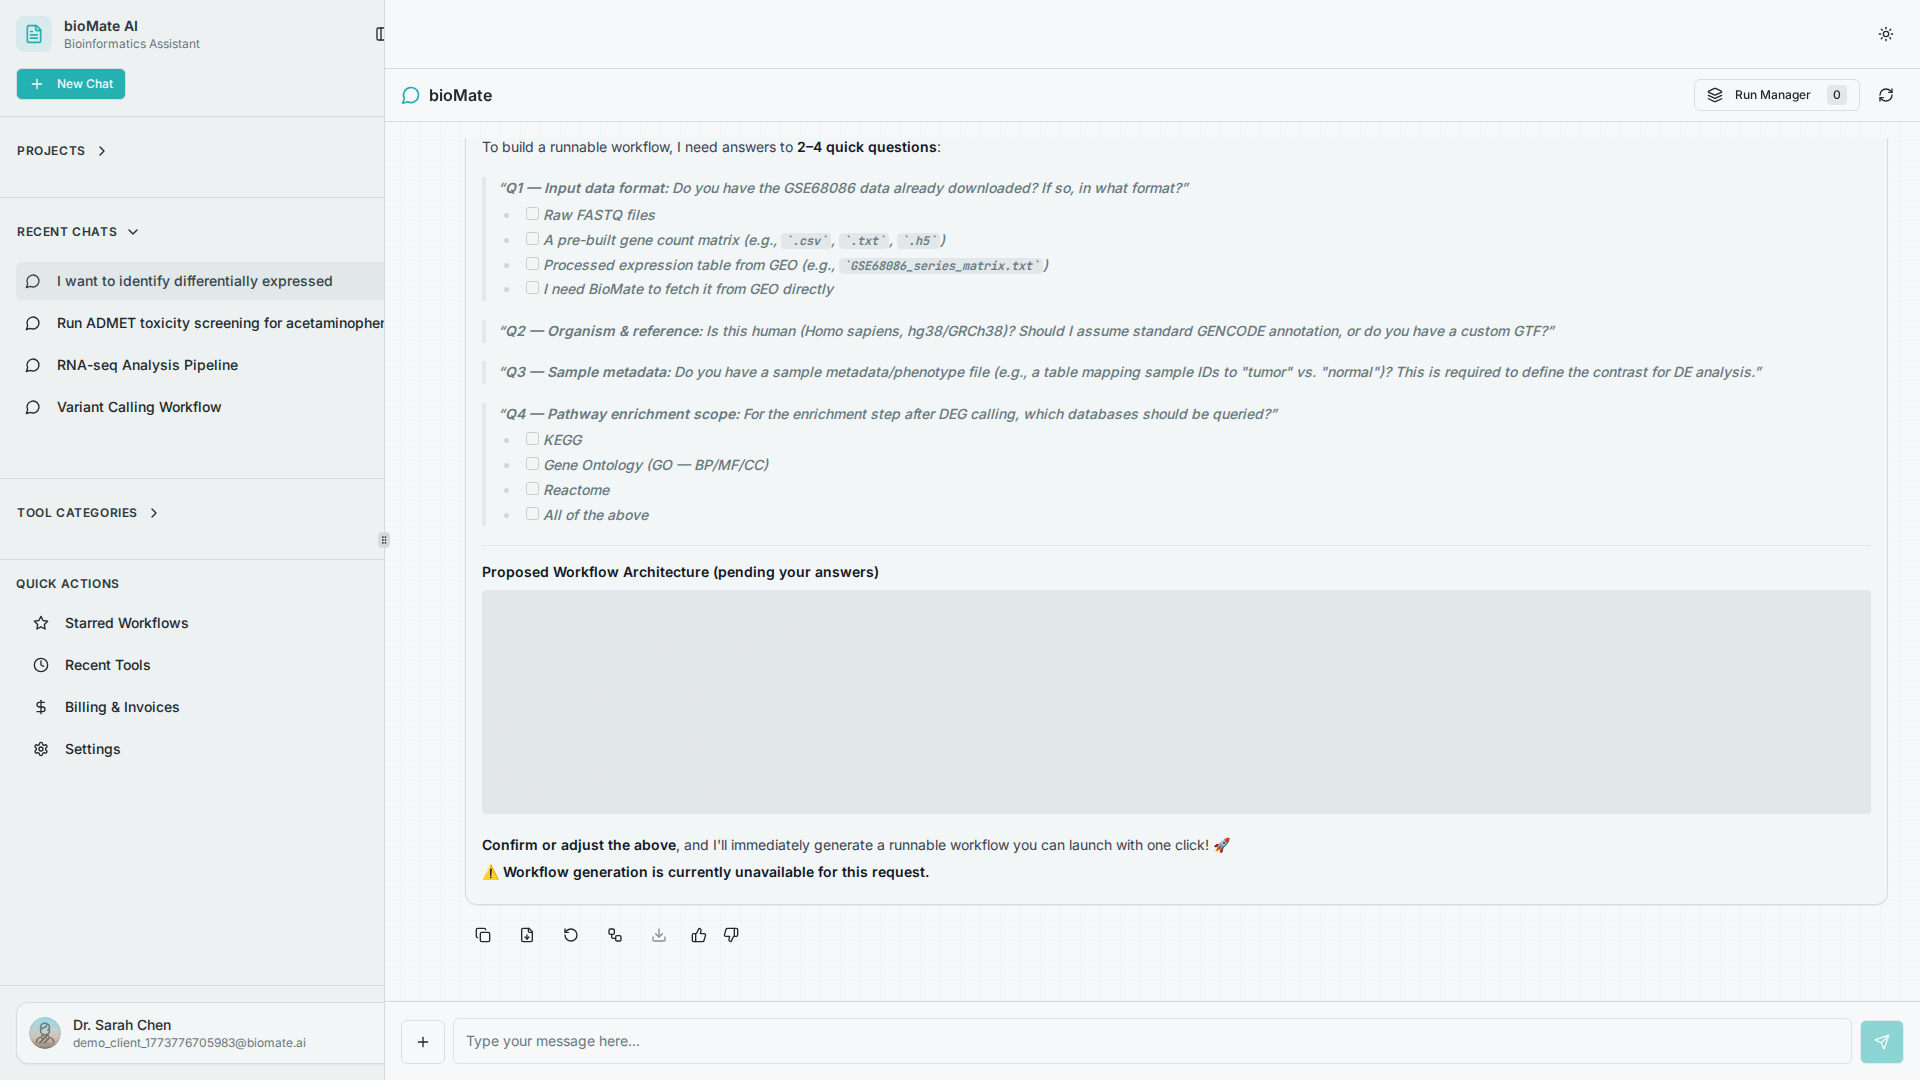 bioMate AI
Bioinformatics Assistant
New Chat
PROJECTS
RECENT CHATS
I want to identify differentially expressed
Run ADMET toxicity screening for acetaminophen
RNA-seq Analysis Pipeline
Variant Calling Workflow
TOOL CATEGORIES
QUICK ACTIONS
Starred Workflows
Recent Tools
Billing & Invoices
Settings
Dr. Sarah Chen
demo_client_1773776705983@biomate.ai
bioMate
Run Manager 0
To build a runnable workflow, I need answers to 2–4 quick questions:
“Q1 — Input data format: Do you have the GSE68086 data already downloaded? If so, in what format?”
Raw FASTQ files
A pre-built gene count matrix (e.g., `.csv`, `.txt`, `.h5`)
Processed expression table from GEO (e.g., `GSE68086_series_matrix.txt`)
I need BioMate to fetch it from GEO directly
“Q2 — Organism & reference: Is this human (Homo sapiens, hg38/GRCh38)? Should I assume standard GENCODE annotation, or do you have a custom GTF?”
“Q3 — Sample metadata: Do you have a sample metadata/phenotype file (e.g., a table mapping sample IDs to "tumor" vs. "normal")? This is required to define the contrast for DE analysis.”
“Q4 — Pathway enrichment scope: For the enrichment step after DEG calling, which databases should be queried?”
KEGG
Gene Ontology (GO — BP/MF/CC)
Reactome
All of the above
Proposed Workflow Architecture (pending your answers)
Confirm or adjust the above, and I'll immediately generate a runnable workflow you can launch with one click! 🚀
⚠️ Workflow generation is currently unavailable for this request.
Type your message here...